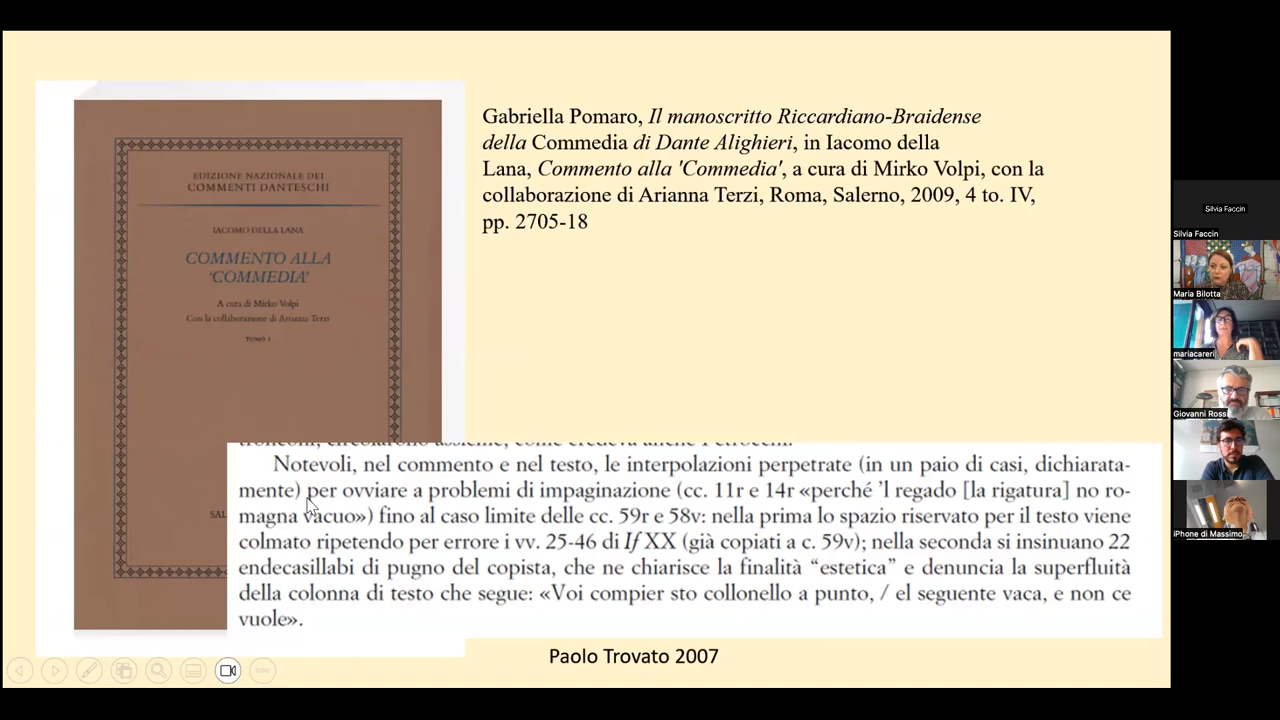 Gabriella Pomaro, Il manoscritto Riccardiano-Braidense
della Commedia di Dante Alighieri, in Iacomo della
Lana, Commento alla 'Commedia', a cura di Mirko Volpi, con la
collaborazione di Arianna Terzi, Roma, Salerno, 2009, 4 to. IV,
pp. 2705-18
EDIZIONE NAZIONALE DEI
COMMENTI DANTESCHI
IACOMO DELLA LANA
COMMENTO ALLA
'COMMEDIA'
A cura di Mirko Volpi
Con la collaborazione di Arianna Terzi
TOMO I
SAL
tronconi, circolarono assieme, come credeva anche Petrocchi.
Notevoli, nel commento e nel testo, le interpolazioni perpetrate (in un paio di casi, dichiarata-
mente) per ovviare a problemi di impaginazione (cc. 11r e 14r «perché 'l regado [la rigatura] no ro-
magna vacuo») fino al caso limite delle cc. 59r e 58v: nella prima lo spazio riservato per il testo viene
colmato ripetendo per errore i vv. 25-46 di If XX (già copiati a c. 59v); nella seconda si insinuano 22
endecasillabi di pugno del copista, che ne chiarisce la finalità “estetica” e denuncia la superfluità
della colonna di testo che segue: «Voi compier sto collonello a punto, / el seguente vaca, e non ce
vuole».
Paolo Trovato 2007
Silvia Faccin
Silvia Faccin
Maria Bilotta
mariacareri
Giovanni Rossi
iPhone di Massimo